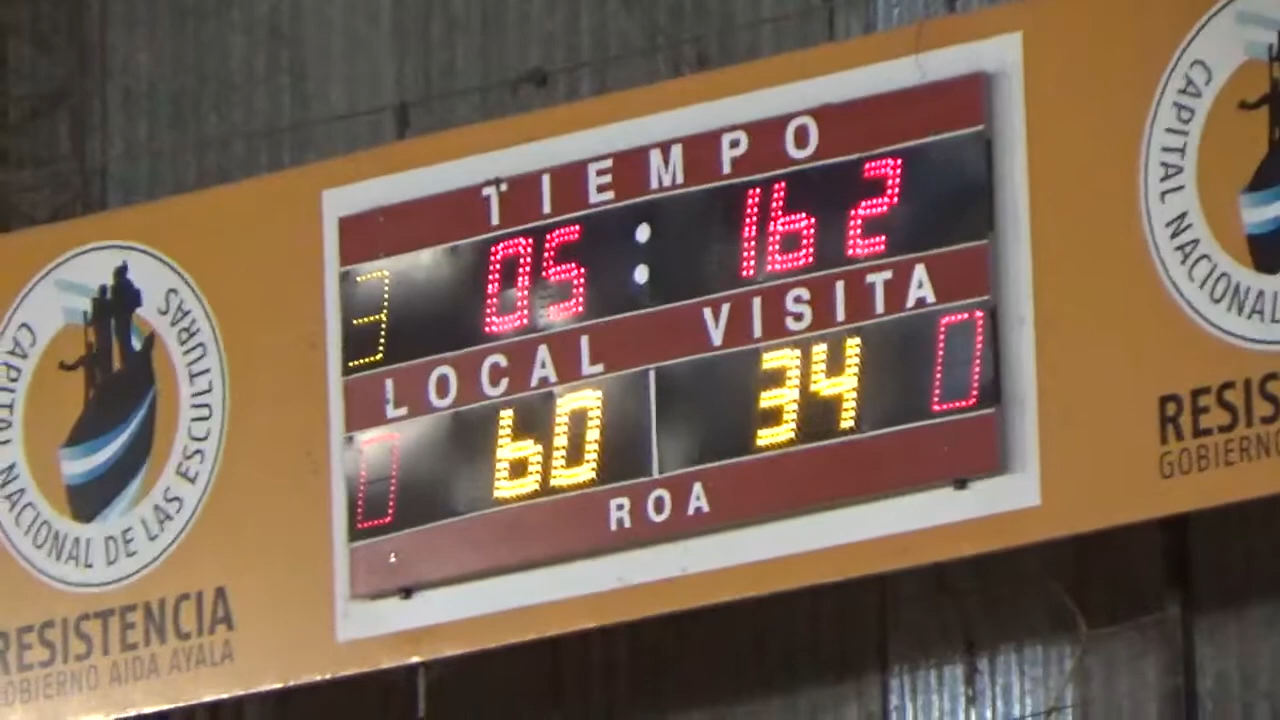 TIEMPO
3 05 : 16 2
LOCAL VISITA
0 60 34 0
ROA
CAPITAL NACIONAL DE LAS ESCULTURAS
RESISTENCIA
GOBIERNO AIDA AYALA
CAPITAL NACIONAL
RESIS
GOBIERNO